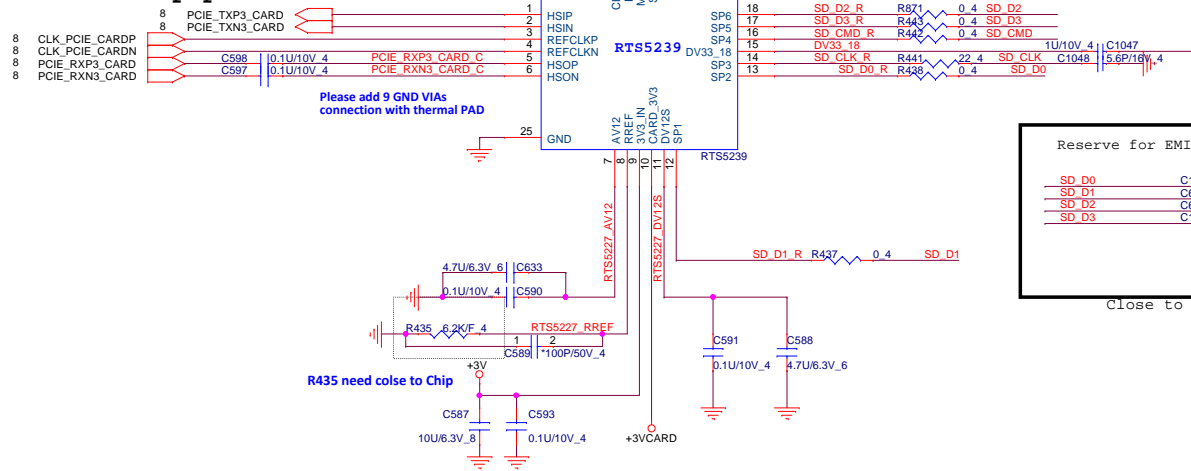 8 PCIE_TXP3_CARD
8 PCIE_TXN3_CARD
8 CLK_PCIE_CARDP
8 CLK_PCIE_CARDN
8 PCIE_RXP3_CARD
8 PCIE_RXN3_CARD
C598 0.1U/10V_4 PCIE_RXP3_CARD_C
C597 0.1U/10V_4 PCIE_RXN3_CARD_C
1 HSIP
2 HSIN
3 REFCLKP
4 REFCLKN
5 HSOP
6 HSON
25 GND
RTS5239
18 SP6 SD_D2_R R871 0_4 SD_D2
17 SP5 SD_D3_R R443 0_4 SD_D3
16 SP4 SD_CMD_R R442 0_4 SD_CMD
15 DV33_18 DV33_18 1U/10V_4 C1047
14 SP3 SD_CLK_R R441 22_4 SD_CLK C1048 5.6P/16V_4
13 SP2 SD_D0_R R438 0_4 SD_D0
Please add 9 GND VIAs
connection with thermal PAD
AV12
RREF
3V3_IN
CARD_3V3
DV12S
SP1
7
8
9
10
11
12
RTS5239
Reserve for EMI
SD_D0
SD_D1
SD_D2
SD_D3
Close to
RTS5227_AV12
RTS5227_DV12S
SD_D1_R R437 0_4 SD_D1
4.7U/6.3V_6 C633
0.1U/10V_4 C590
R435 6.2K/F_4 RTS5227_RREF
1 2
C589 *100P/50V_4
R435 need colse to Chip
+3V
C587
10U/6.3V_8
C593
0.1U/10V_4
+3VCARD
C591
0.1U/10V_4
C588
4.7U/6.3V_6